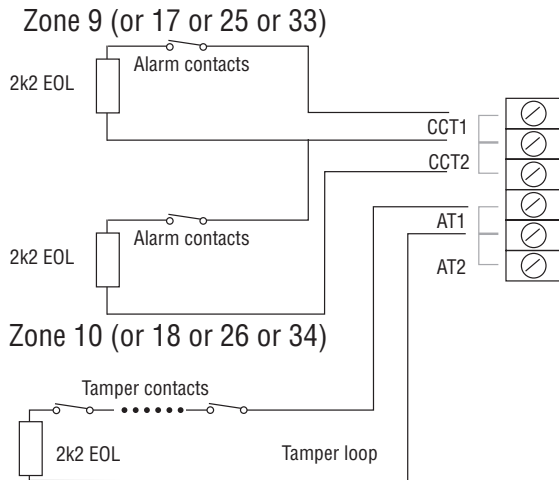 Zone 9 (or 17 or 25 or 33)
Alarm contacts
2k2 EOL
CCT1
CCT2
AT1
AT2
Alarm contacts
2k2 EOL
Zone 10 (or 18 or 26 or 34)
Tamper contacts
2k2 EOL
Tamper loop